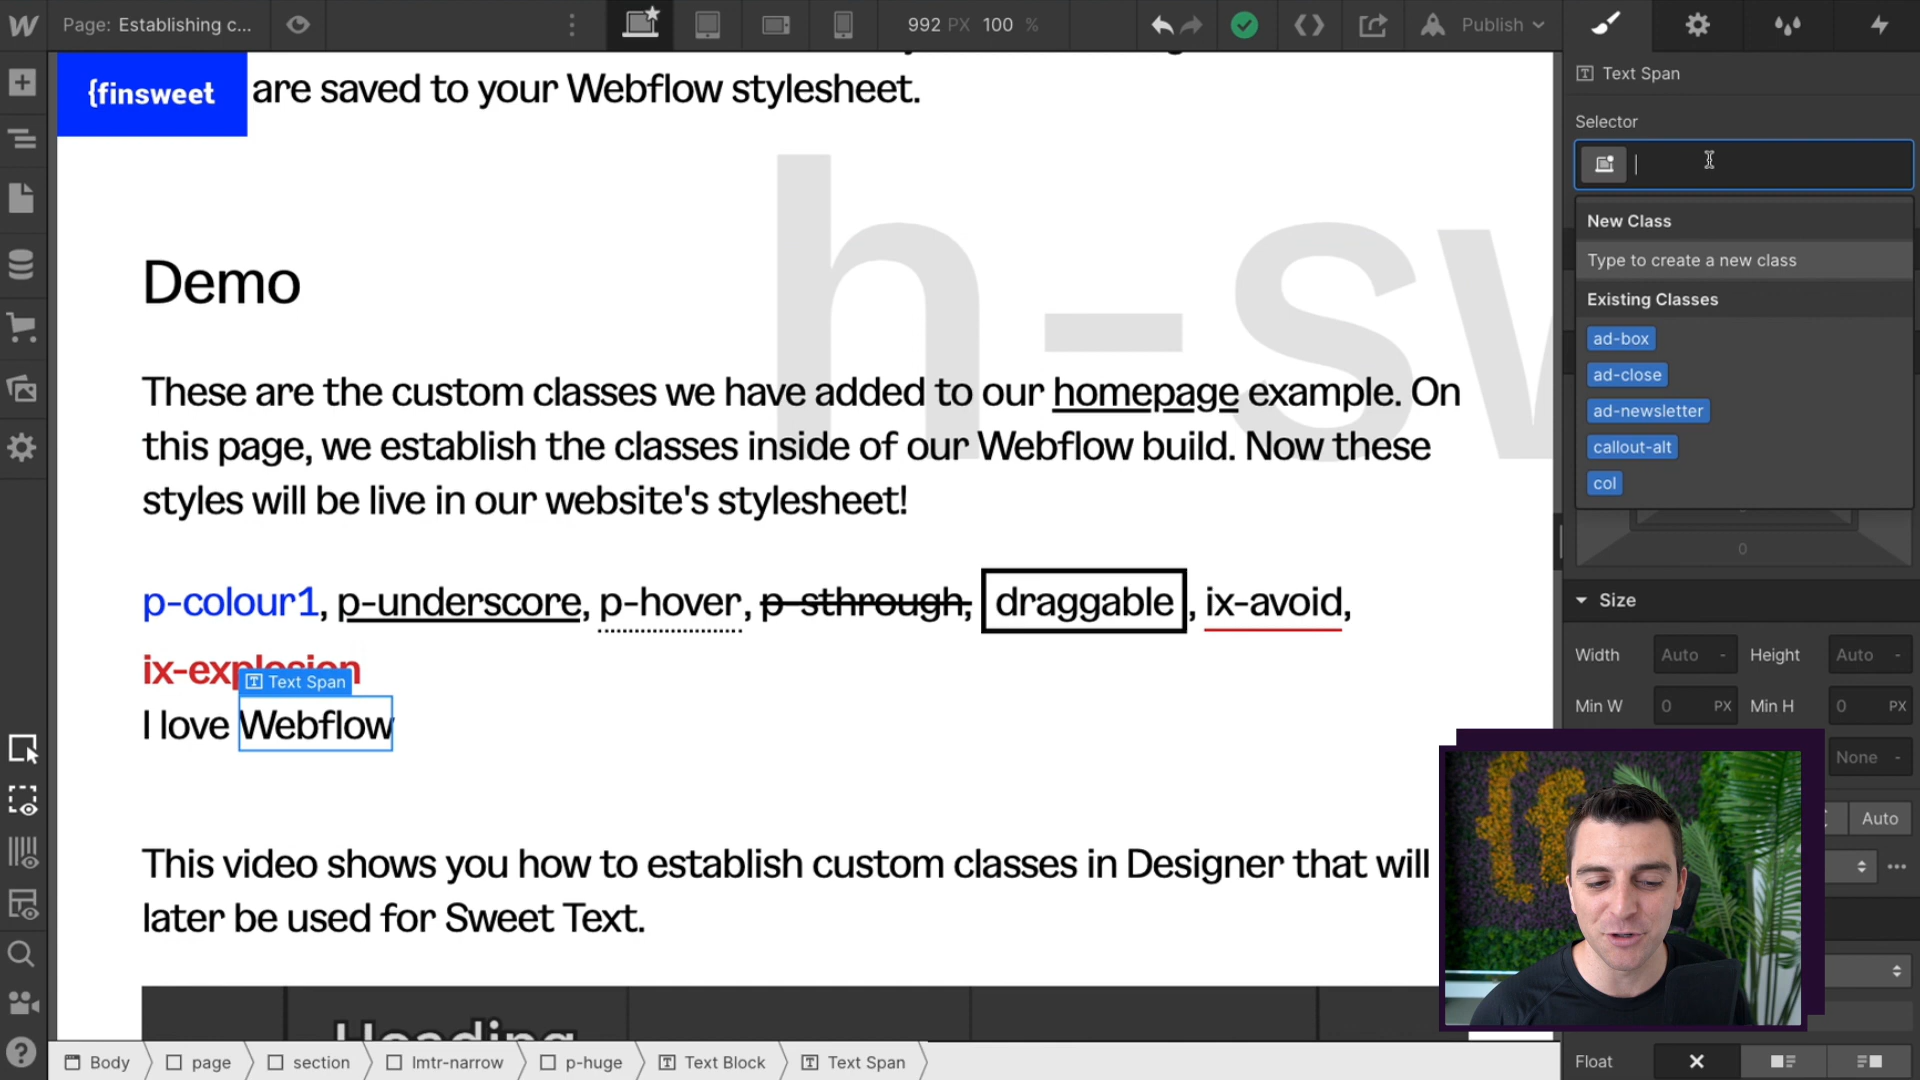 Page: Establishing c...
992 PX 100 %
Publish
{finsweet
are saved to your Webflow stylesheet.
h-sw
Demo
These are the custom classes we have added to our homepage example. On
this page, we establish the classes inside of our Webflow build. Now these
styles will be live in our website's stylesheet!
p-colour1, p-underscore, p-hover, p-sthrough, draggable, ix-avoid,
ix-explosion
Text Span
I love Webflow
This video shows you how to establish custom classes in Designer that will
later be used for Sweet Text.
Heading
Body
page
section
lmtr-narrow
p-huge
Text Block
Text Span
Text Span
Selector
New Class
Type to create a new class
Existing Classes
ad-box
ad-close
ad-newsletter
callout-alt
col
0
Size
Width Auto - Height Auto -
Min W 0 PX Min H 0 PX
None -
Auto
Float